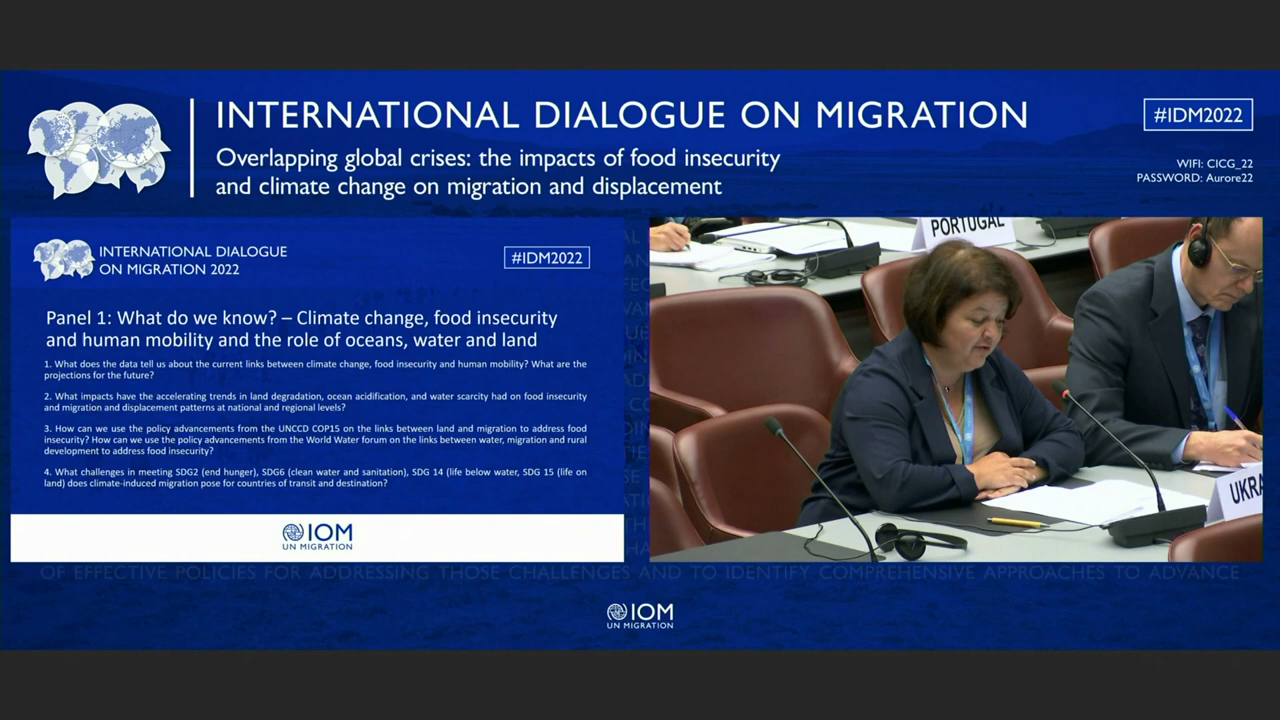 INTERNATIONAL DIALOGUE ON MIGRATION
Overlapping global crises: the impacts of food insecurity
and climate change on migration and displacement
#IDM2022
WIFI: CICG_22
PASSWORD: Aurore22
INTERNATIONAL DIALOGUE
ON MIGRATION 2022
#IDM2022
Panel 1: What do we know? – Climate change, food insecurity
and human mobility and the role of oceans, water and land
1. What does the data tell us about the current links between climate change, food insecurity and human mobility? What are the
projections for the future?
2. What impacts have the accelerating trends in land degradation, ocean acidification, and water scarcity had on food insecurity
and migration and displacement patterns at national and regional levels?
3. How can we use the policy advancements from the UNCCD COP15 on the links between land and migration to address food
insecurity? How can we use the policy advancements from the World Water forum on the links between water, migration and rural
development to address food insecurity?
4. What challenges in meeting SDG2 (end hunger), SDG6 (clean water and sanitation), SDG 14 (life below water, SDG 15 (life on
land) does climate-induced migration pose for countries of transit and destination?
IOM
UN MIGRATION
PORTUGAL
UKRA
OF EFFECTIVE POLICIES FOR ADDRESSING THOSE CHALLENGES AND TO IDENTIFY COMPREHENSIVE APPROACHES TO ADVANCE
IOM
UN MIGRATION